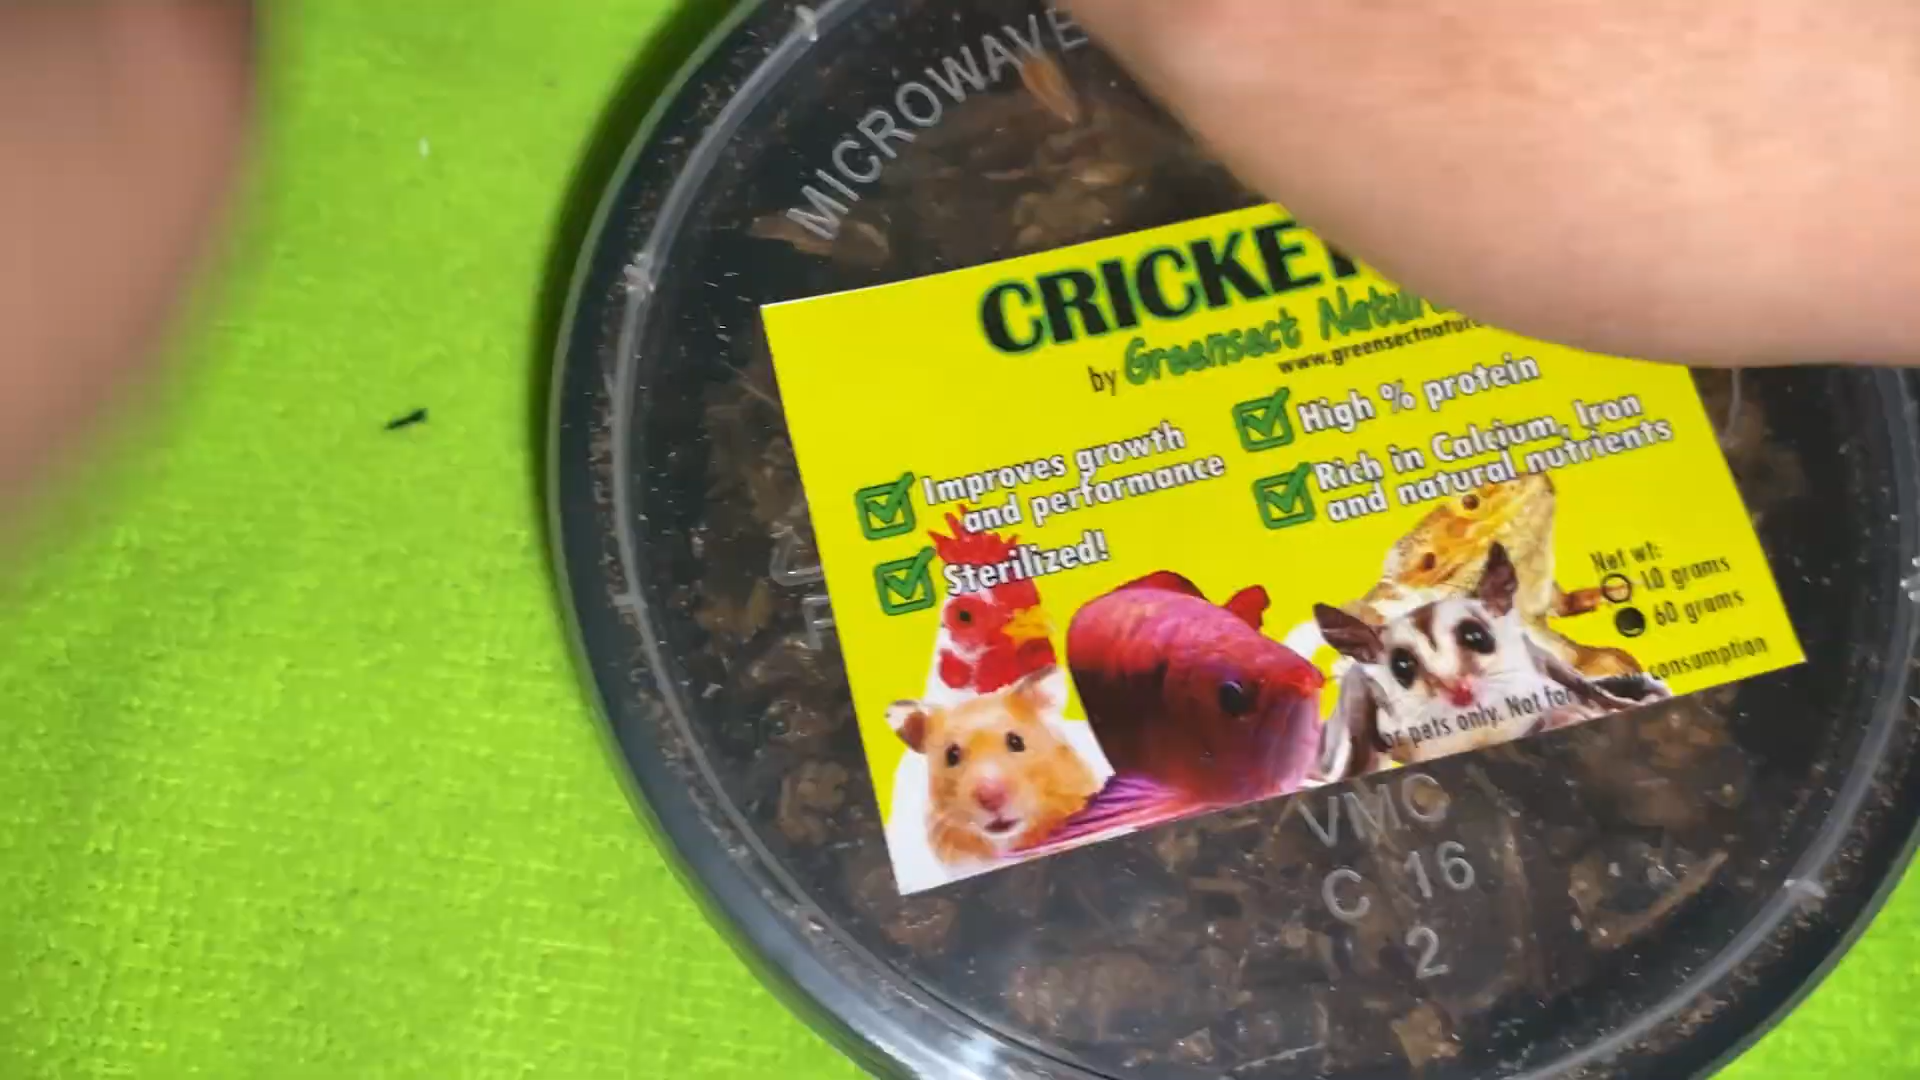 MICROWAVE
CRICKE
by Greensect Natur
www.greensectnatur
Improves growth
and performance
Sterilized!
High % protein
Rich in Calcium, Iron
and natural nutrients
Net wt:
10 grams
60 grams
or pets only. Not for consumption
VMC
C 16
2